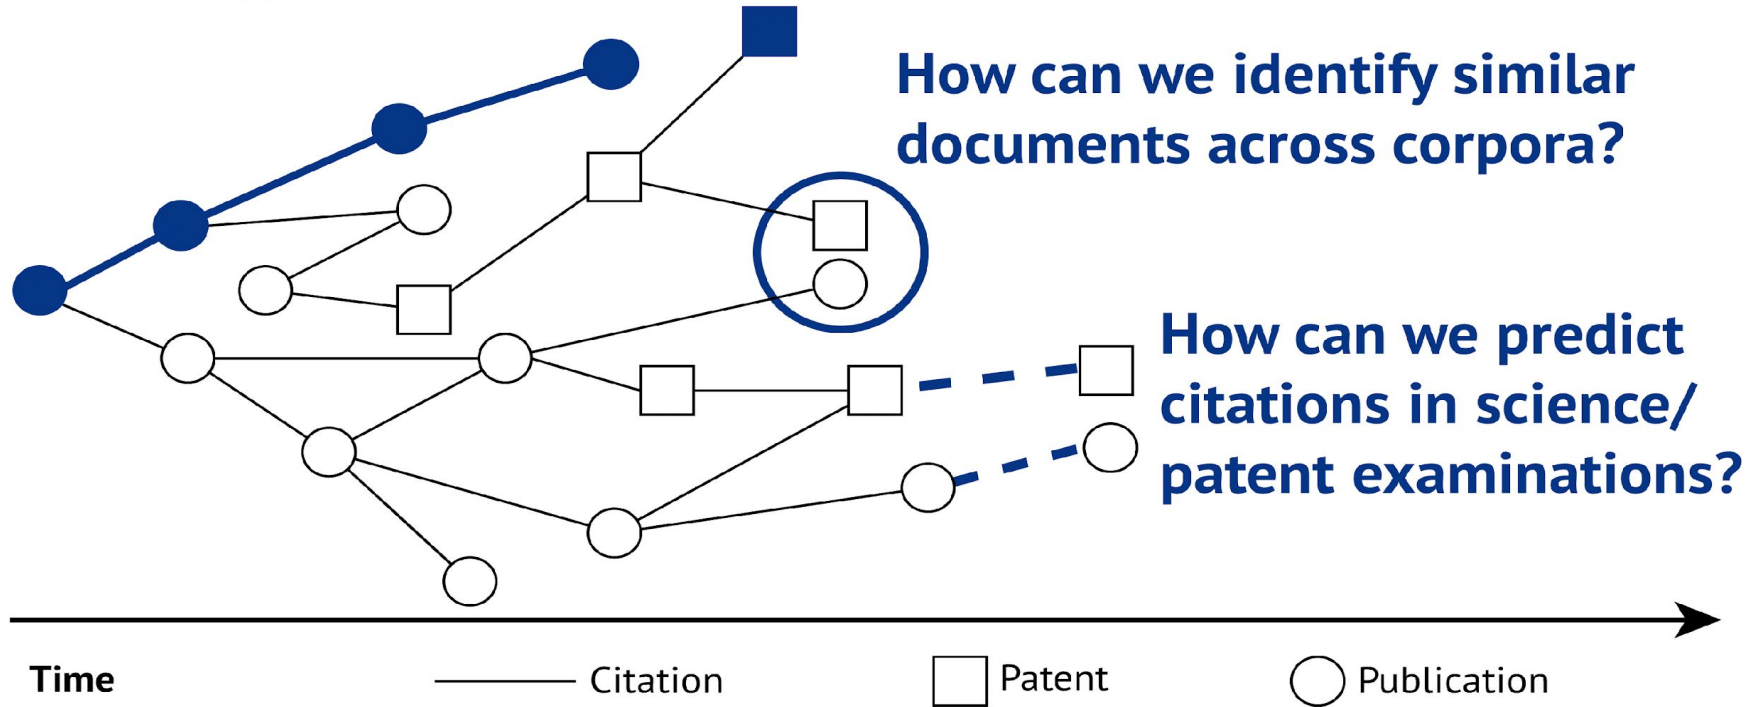 How can we identify similar
documents across corpora?
How can we predict
citations in science/
patent examinations?
Time
Citation
Patent
Publication